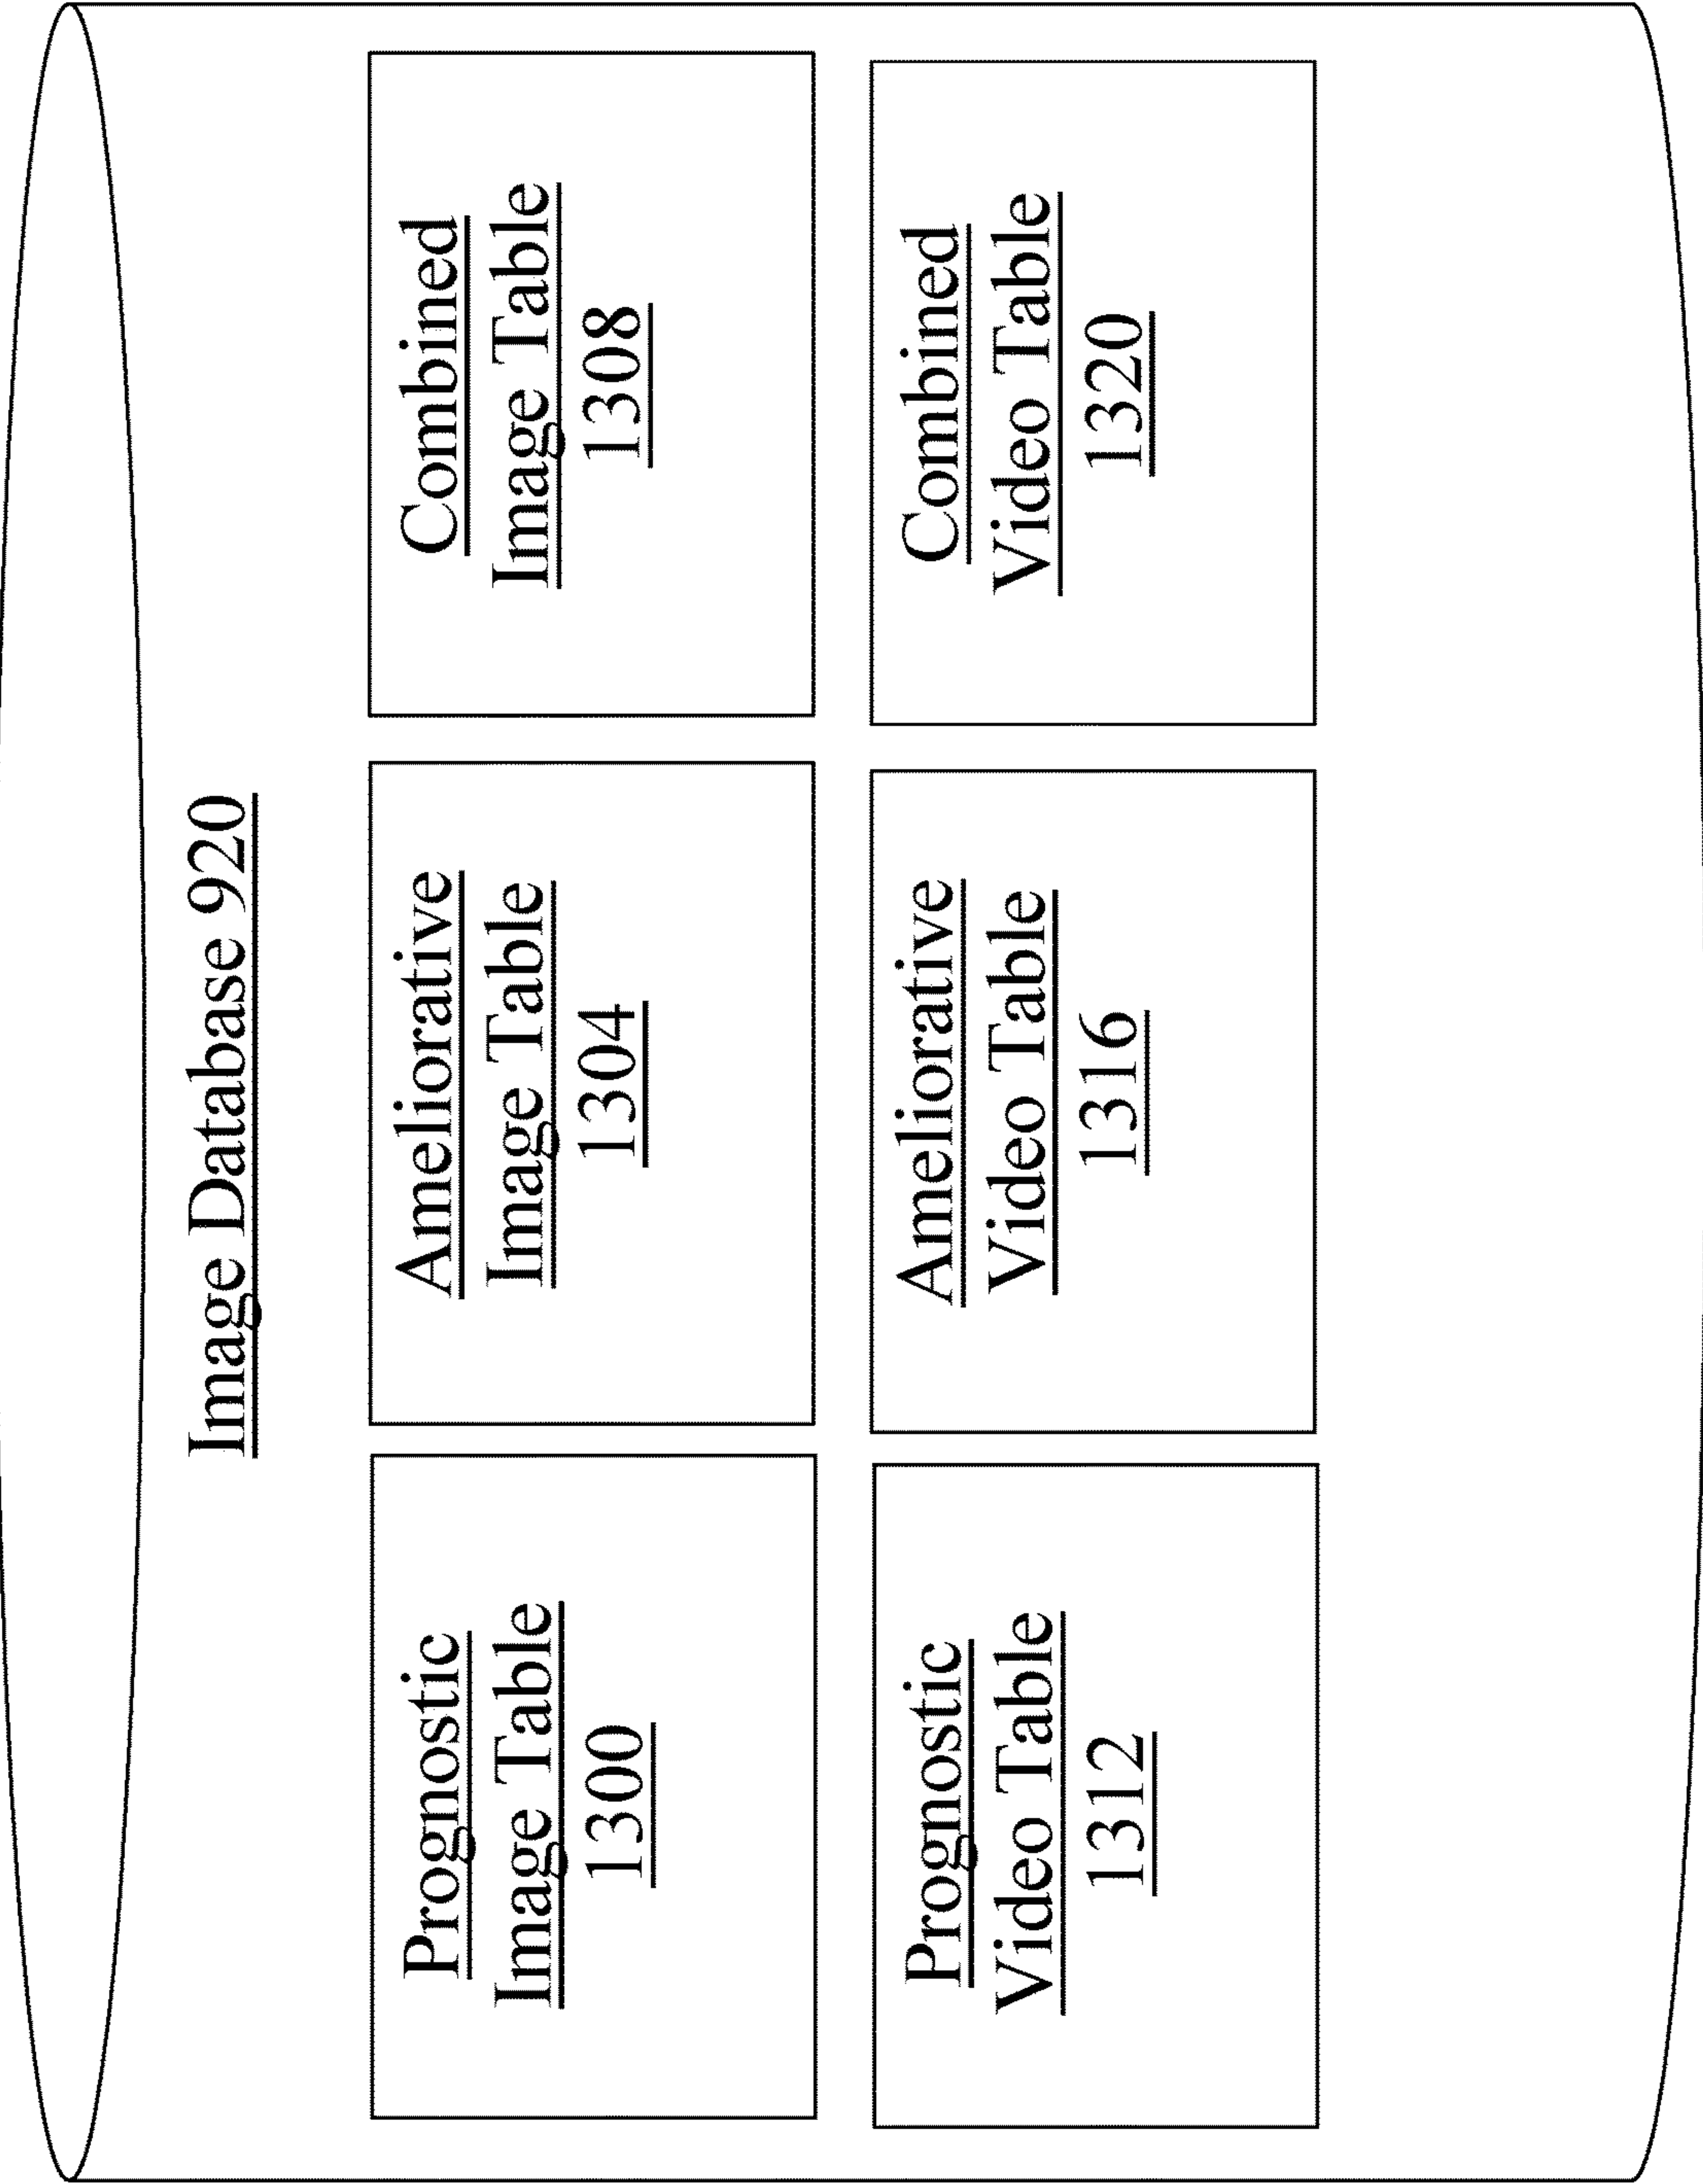 Image Database 920
Prognostic
Image Table
1300
Ameliorative
Image Table
1304
Combined
Image Table
1308
Prognostic
Video Table
1312
Ameliorative
Video Table
1316
Combined
Video Table
1320